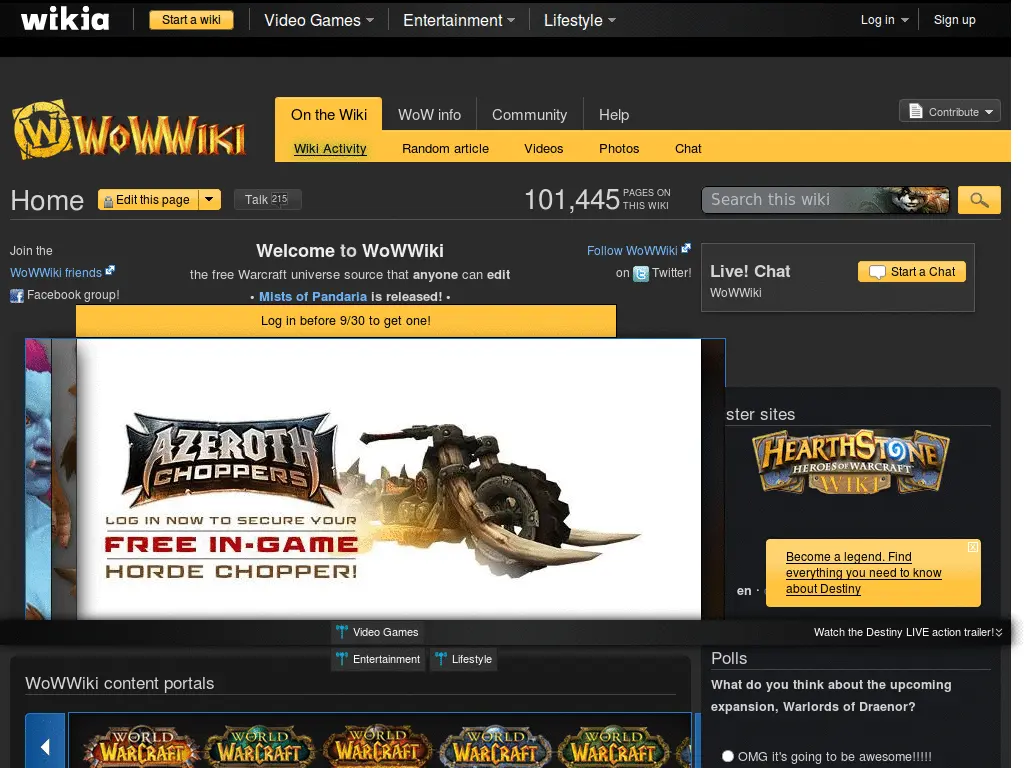 wikia
Start a wiki
Video Games
Entertainment
Lifestyle
Log in
Sign up
W WoWWiki
On the Wiki
WoW info
Community
Help
Contribute
Wiki Activity
Random article
Videos
Photos
Chat
Home
Edit this page
Talk 215
101,445 PAGES ON
THIS WIKI
Search this wiki
Join the
WoWWiki friends
Facebook group!
Welcome to WoWWiki
the free Warcraft universe source that anyone can edit
• Mists of Pandaria is released! •
Follow WoWWiki
on Twitter!
Live! Chat
WoWWiki
Start a Chat
Log in before 9/30 to get one!
AZEROTH
CHOPPERS
LOG IN NOW TO SECURE YOUR
FREE IN-GAME
HORDE CHOPPER!
ster sites
HEARTHSTONE
HEROES OF WARCRAFT
WIKI
Become a legend. Find
everything you need to know
about Destiny
en ·
Video Games
Watch the Destiny LIVE action trailer!
Entertainment
Lifestyle
WoWWiki content portals
Polls
What do you think about the upcoming
expansion, Warlords of Draenor?
OMG it's going to be awesome!!!!!
WORLD
WARCRAFT
WORLD
WARCRAFT
WORLD
WARCRAFT
WORLD
WARCRAFT
WORLD
WARCRAFT